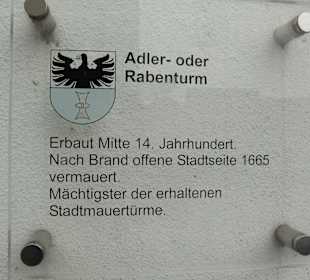 Adler- oder
Rabenturm
Erbaut Mitte 14. Jahrhundert.
Nach Brand offene Stadtseite 1665
vermauert.
Mächtigster der erhaltenen
Stadtmauertürme.